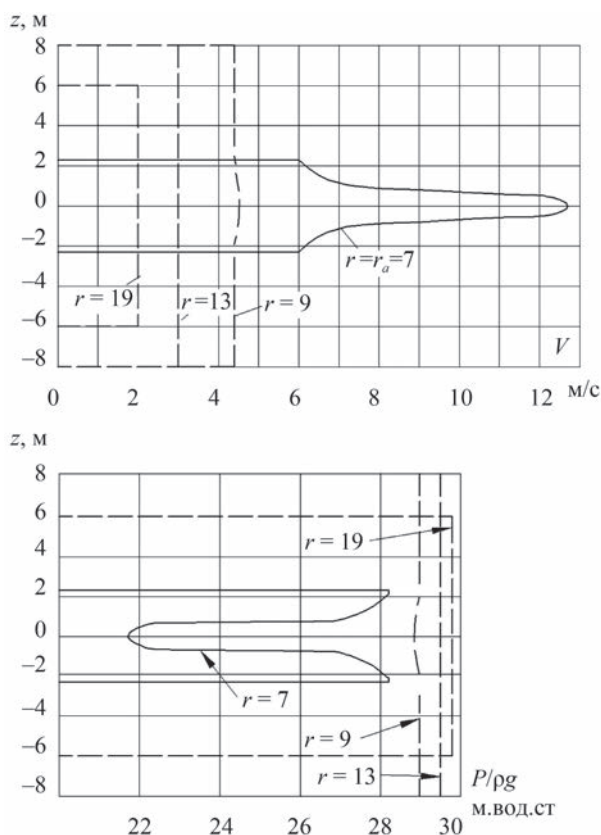 z, м
8
6
4
2
0
–2
–4
–6
–8
r = rₐ=7
r = 19
r =13
r = 9
V
0 2 4 6 8 10 12 м/с
z, м
8
6
4
2
0
–2
–4
–6
–8
r = 19
r = 7
r = 9
r = 13
P/ρg
м.вод.ст
22 24 26 28 30